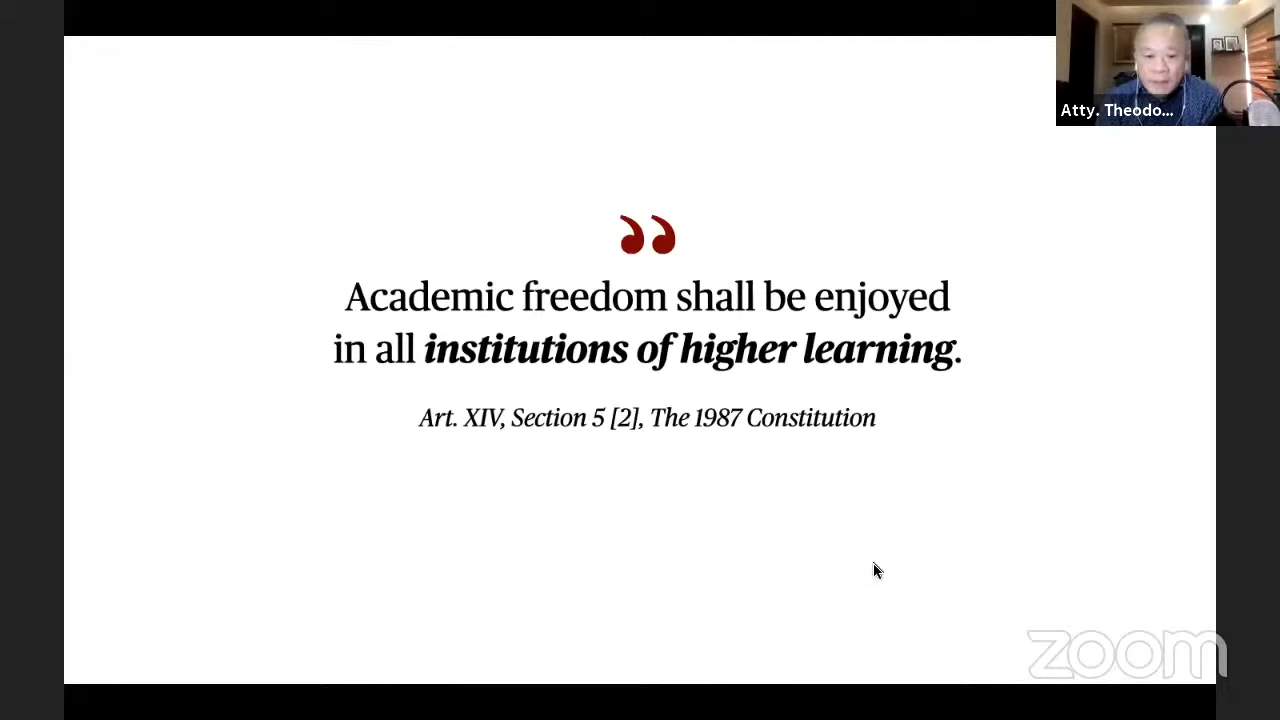 Atty. Theodo...
”
Academic freedom shall be enjoyed
in all institutions of higher learning.
Art. XIV, Section 5 [2], The 1987 Constitution
zoom